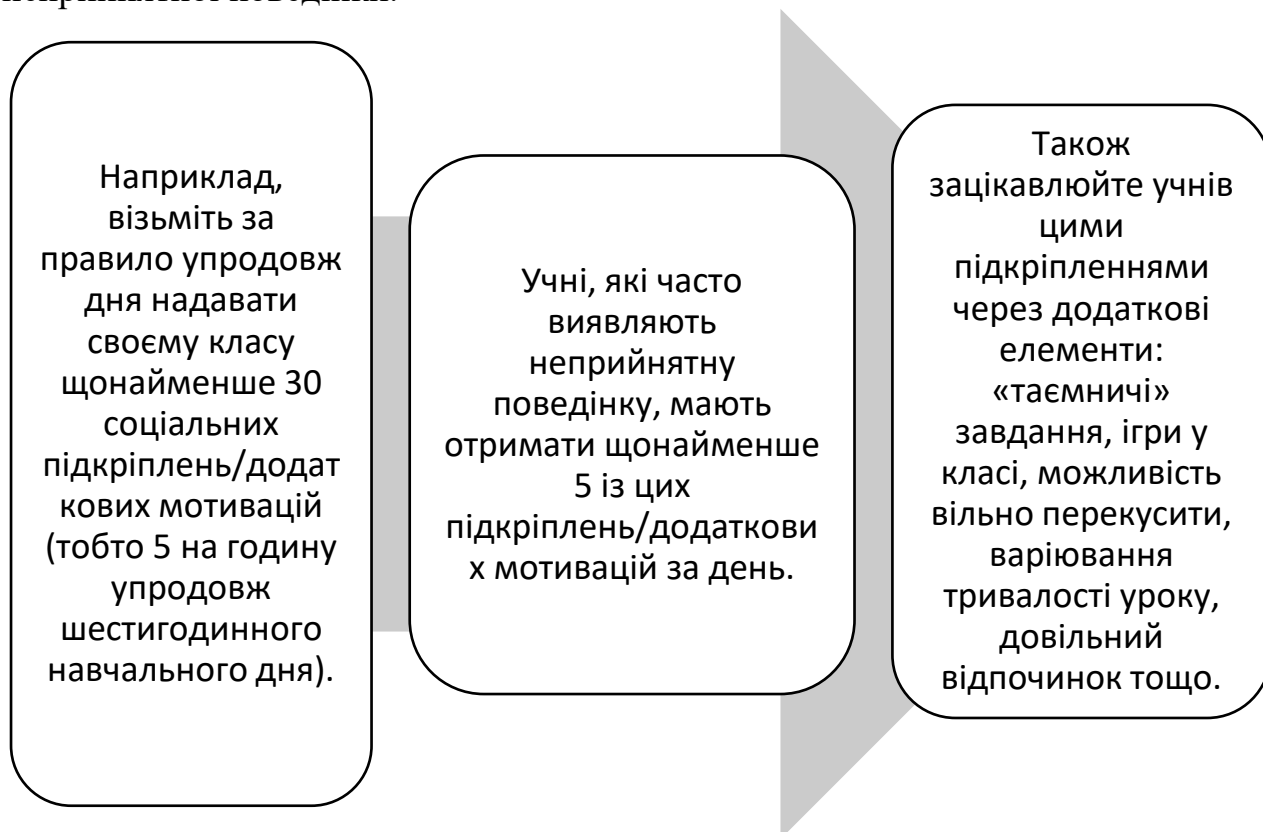 Наприклад,
візьміть за
правило упродовж
дня надавати
своєму класу
щонайменше 30
соціальних
підкріплень/додат
кових мотивацій
(тобто 5 на годину
упродовж
шестигодинного
навчального дня).
Учні, які часто
виявляють
неприйнятну
поведінку, мають
отримати щонайменше
5 із цих
підкріплень/додаткови
х мотивацій за день.
Також
зацікавлюйте учнів
цими
підкріпленнями
через додаткові
елементи:
«таємничі»
завдання, ігри у
класі, можливість
вільно перекусити,
варіювання
тривалості уроку,
довільний
відпочинок тощо.